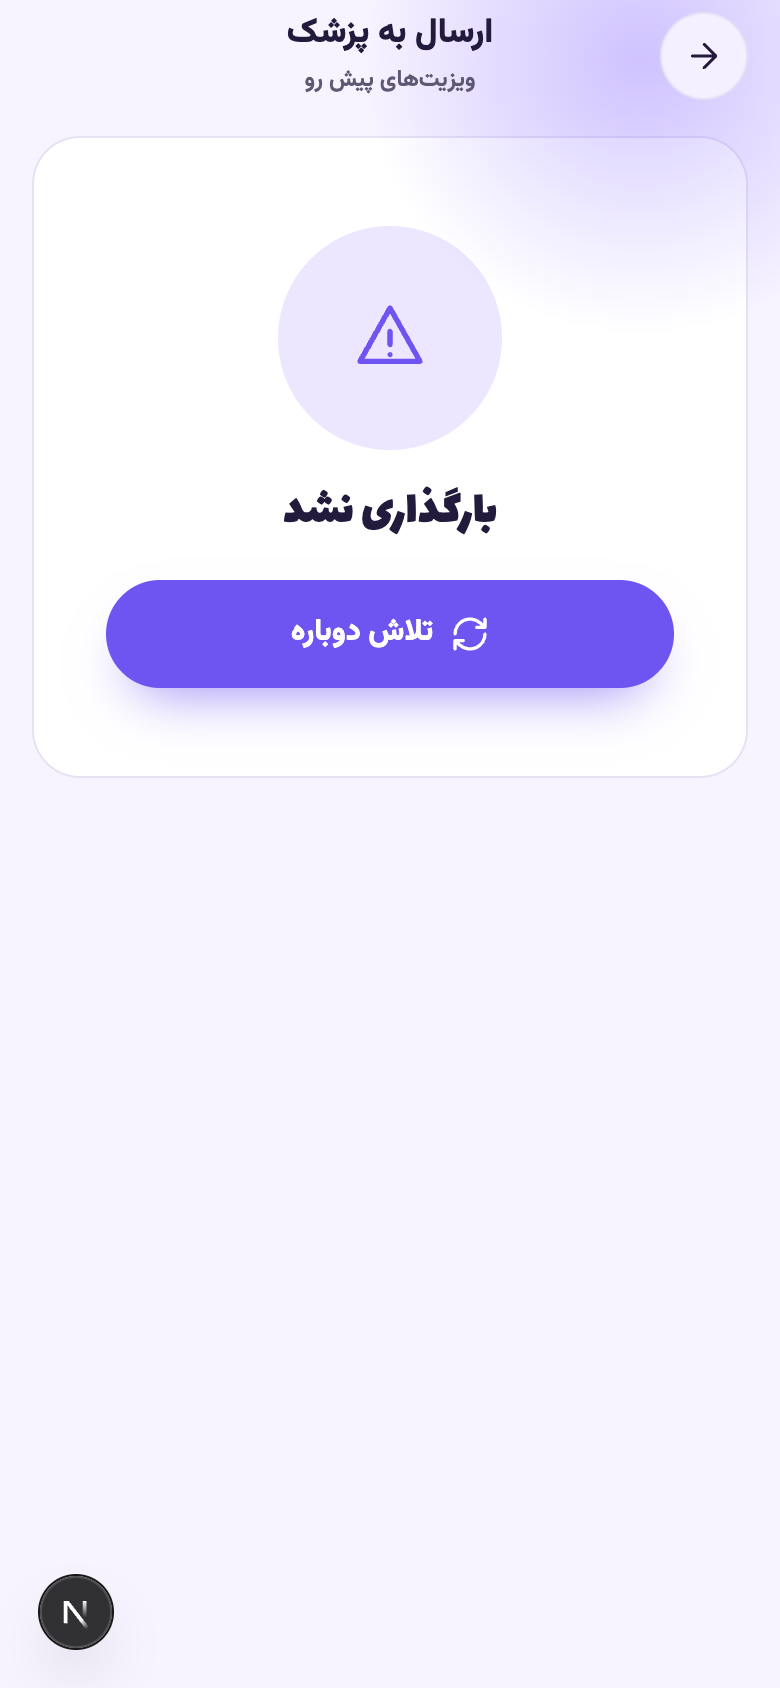 ارسال به پزشک
ویزیت‌های پیش رو
بارگذاری نشد
تلاش دوباره
N